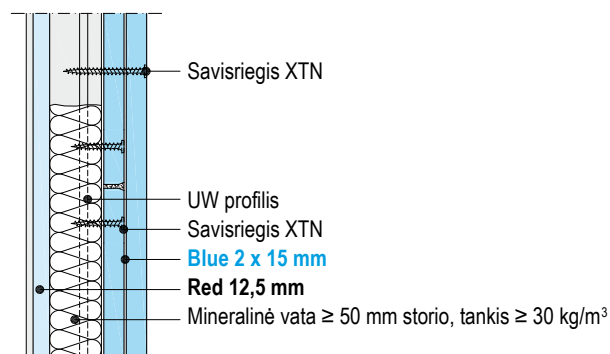 Savisriegis XTN
UW profilis
Savisriegis XTN
Blue 2 x 15 mm
Red 12,5 mm
Mineralinė vata ≥ 50 mm storio, tankis ≥ 30 kg/m³